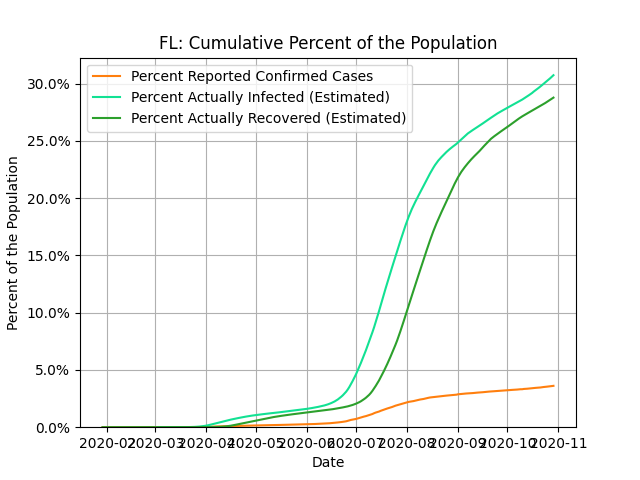 FL: Cumulative Percent of the Population
Percent Reported Confirmed Cases
Percent Actually Infected (Estimated)
Percent Actually Recovered (Estimated)
Percent of the Population
30.0%
25.0%
20.0%
15.0%
10.0%
5.0%
0.0%
2020-02 2020-03 2020-04 2020-05 2020-06 2020-07 2020-08 2020-09 2020-10 2020-11
Date